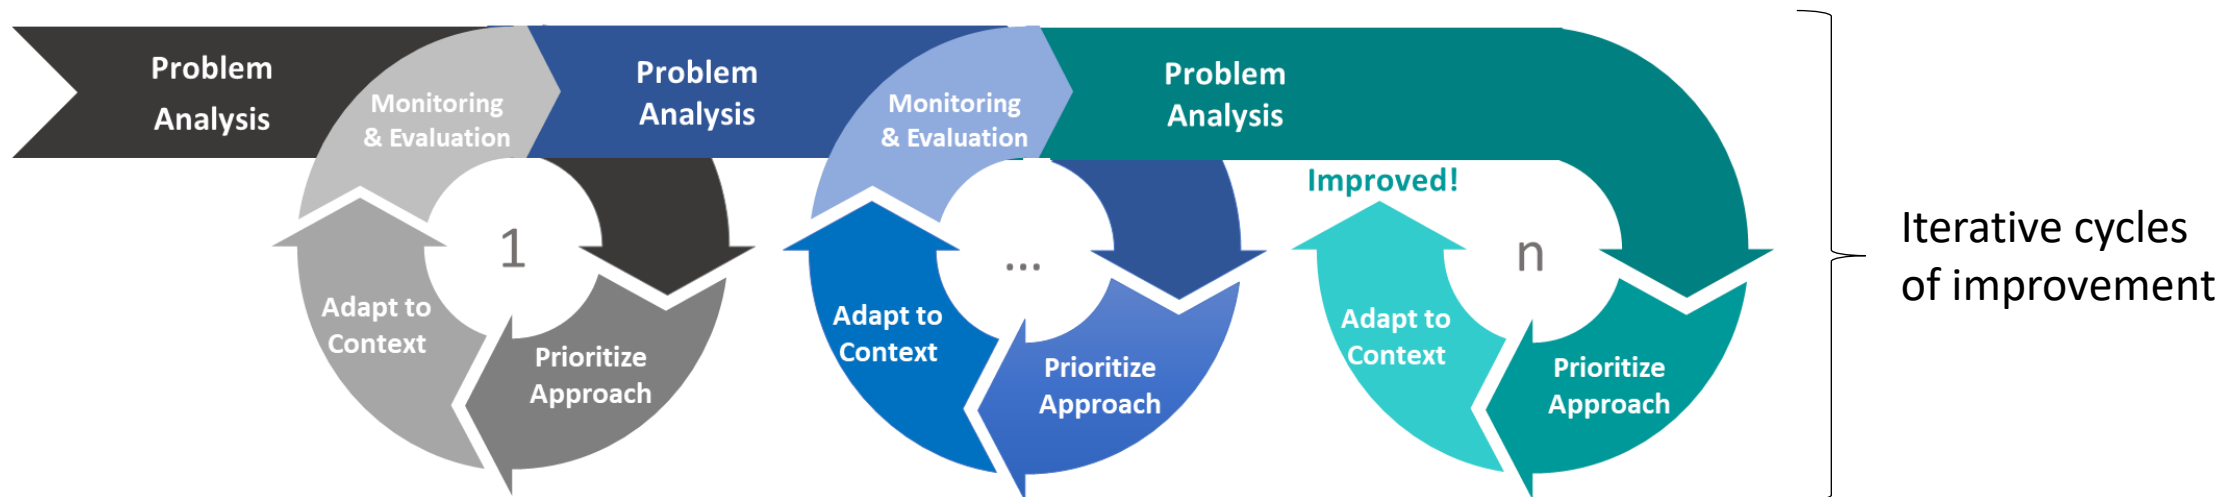 Problem
Analysis
Monitoring
& Evaluation
Problem
Analysis
Monitoring
& Evaluation
Problem
Analysis
Improved!
1
...
n
Adapt to
Context
Prioritize
Approach
Adapt to
Context
Prioritize
Approach
Adapt to
Context
Prioritize
Approach
Iterative cycles
of improvement